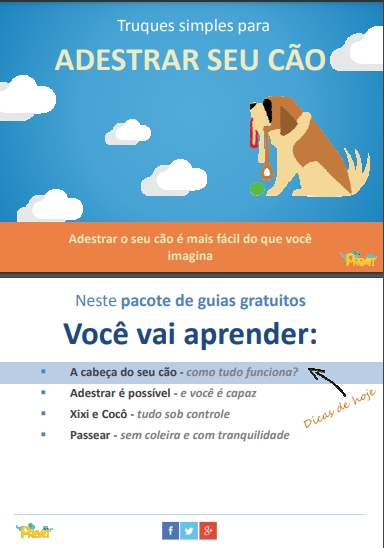 Truques simples para
ADESTRAR SEU CÃO
Adestrar o seu cão é mais fácil do que você
imagina
Neste pacote de guias gratuitos
Você vai aprender:
▪ A cabeça do seu cão - como tudo funciona?
▪ Adestrar é possível - e você é capaz
▪ Xixi e Cocô - tudo sob controle
▪ Passear - sem coleira e com tranquilidade
Dicas de hoje
f
g+